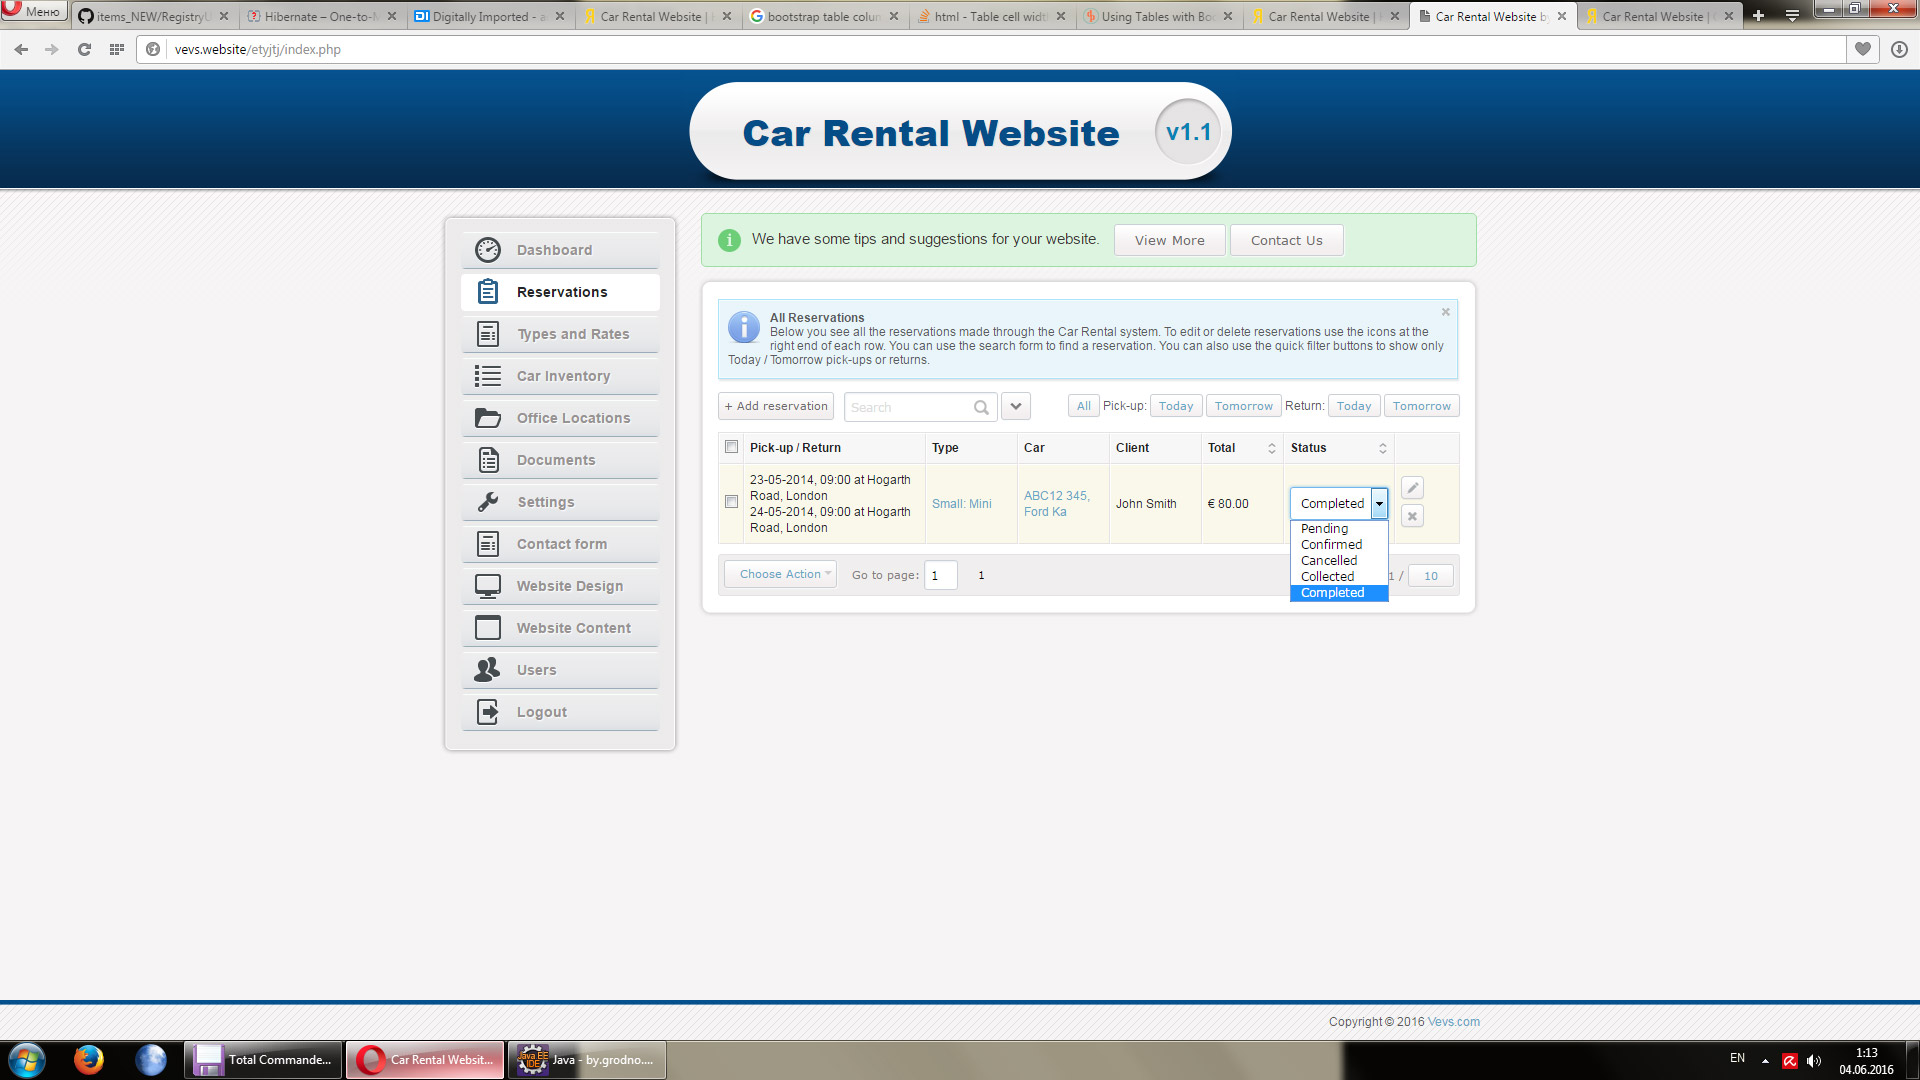 Меню
items_NEW/RegistryU
Hibernate – One-to-M
Digitally Imported - a
Car Rental Website |
bootstrap table colum
html - Table cell widt
Using Tables with Boo
Car Rental Website |
Car Rental Website by
Car Rental Website |
vevs.website/etyjtj/index.php
Car Rental Website
v1.1
Dashboard
Reservations
Types and Rates
Car Inventory
Office Locations
Documents
Settings
Contact form
Website Design
Website Content
Users
Logout
We have some tips and suggestions for your website.
View More
Contact Us
All Reservations
Below you see all the reservations made through the Car Rental system. To edit or delete reservations use the icons at the
right end of each row. You can use the search form to find a reservation. You can also use the quick filter buttons to show only
Today / Tomorrow pick-ups or returns.
+ Add reservation
Search
All
Pick-up:
Today
Tomorrow
Return:
Today
Tomorrow
Pick-up / Return
Type
Car
Client
Total
Status
23-05-2014, 09:00 at Hogarth
Road, London
24-05-2014, 09:00 at Hogarth
Road, London
Small: Mini
ABC12 345,
Ford Ka
John Smith
€ 80.00
Completed
Pending
Confirmed
Cancelled
Collected
Completed
Choose Action
Go to page:
1
1
1 /
10
Copyright © 2016 Vevs.com
Total Commande...
Car Rental Websit...
Java EE
IDE
Java - by.grodno....
EN
1:13
04.06.2016